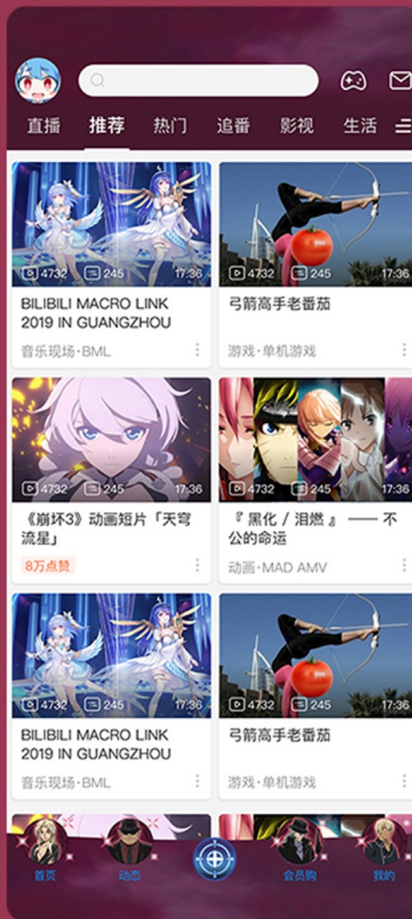 直播 推荐 热门 追番 影视 生活
4732 245 17:36
4732 245 17:36
BILIBILI MACRO LINK
2019 IN GUANGZHOU
弓箭高手老番茄
音乐现场·BML
游戏·单机游戏
4732 245 17:36
4732 245 17:36
《崩坏3》动画短片「天穹
流星」
『 黑化 / 泪燃 』 —— 不
公的命运
8万点赞
动画·MAD AMV
4732 245 17:36
4732 245 17:36
BILIBILI MACRO LINK
2019 IN GUANGZHOU
弓箭高手老番茄
音乐现场·BML
游戏·单机游戏
首页 动态 会员购 我的